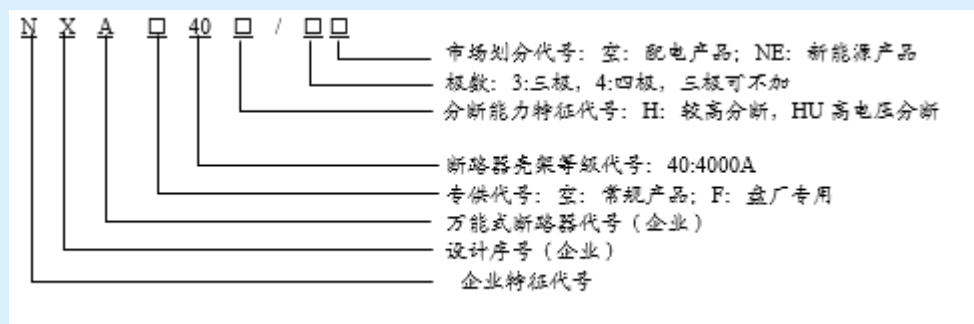 N X A □ 40 □ / □ □
市场划分代号：空：配电产品；NE：新能源产品
极数：3:三极，4:四极，三极可不加
分断能力特征代号：H：较高分断，HU 高电压分断
断路器壳架等级代号：40:4000A
专供代号：空：常规产品；F：盘厂专用
万能式断路器代号（企业）
设计序号（企业）
企业特征代号